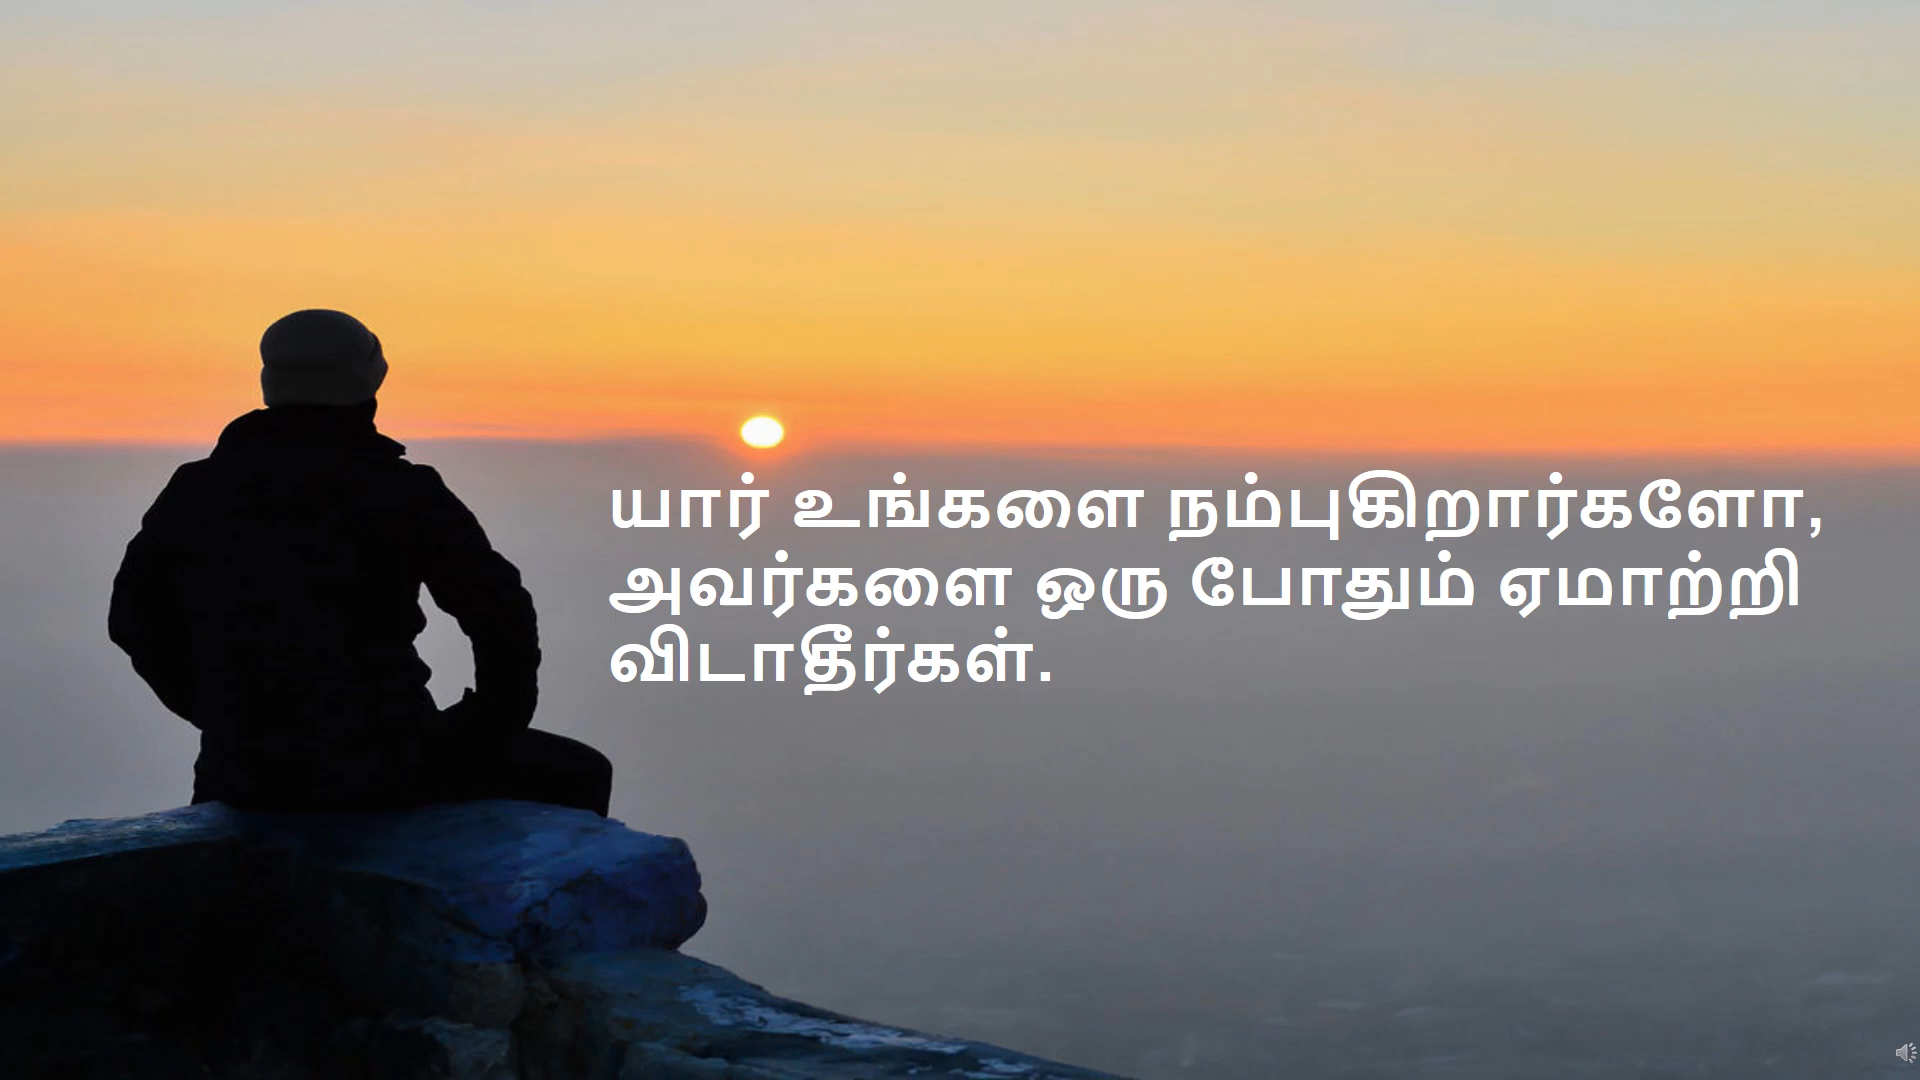 யார் உங்களை நம்புகிறார்களோ,
அவர்களை ஒரு போதும் ஏமாற்றி
விடாதீர்கள்.